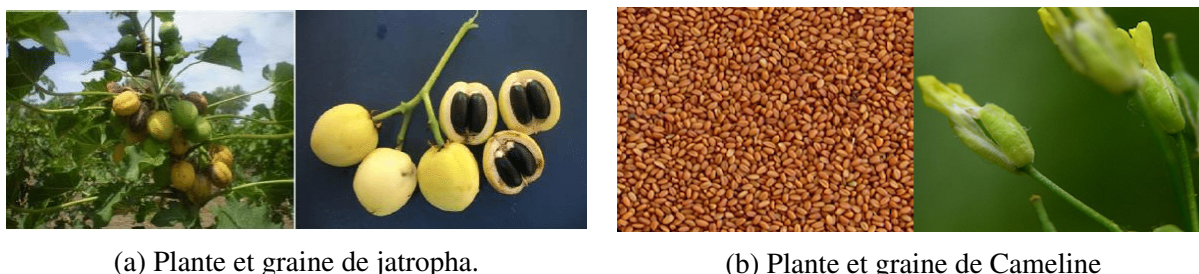 (a) Plante et graine de jatropha.
(b) Plante et graine de Cameline